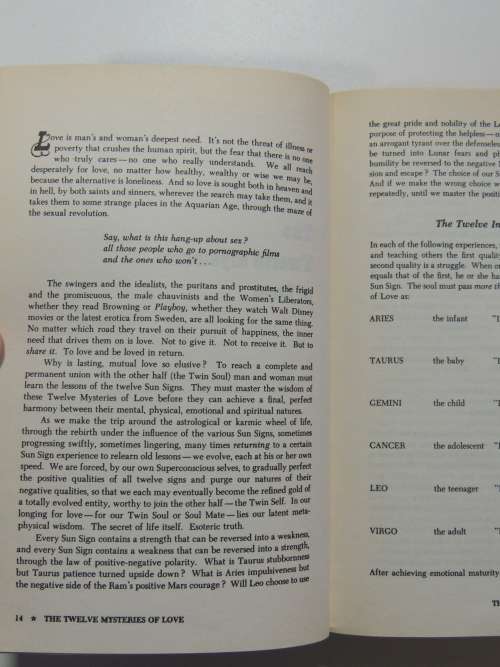 Love is man's and woman's deepest need. It's not the threat of illness or
poverty that crushes the human spirit, but the fear that there is no one
who truly cares—no one who really understands. We all reach
desperately for love, no matter how healthy, wealthy or wise we may be,
because the alternative is loneliness. And so love is sought both in heaven and
in hell, by both saints and sinners, wherever the search may take them, and it
takes them to some strange places in the Aquarian Age, through the maze of
the sexual revolution.
Say, what is this hang-up about sex?
all those people who go to pornographic films
and the ones who won't . . .
The swingers and the idealists, the puritans and prostitutes, the frigid
and the promiscuous, the male chauvinists and the Women's Liberators,
whether they read Browning or Playboy, whether they watch Walt Disney
movies or the latest erotica from Sweden, are all looking for the same thing.
No matter which road they travel on their pursuit of happiness, the inner
need that drives them on is love. Not to give it. Not to receive it. But to
share it. To love and be loved in return.
Why is lasting, mutual love so elusive? To reach a complete and
permanent union with the other half (the Twin Soul) man and woman must
learn the lessons of the twelve Sun Signs. They must master the wisdom of
these Twelve Mysteries of Love before they can achieve a final, perfect
harmony between their mental, physical, emotional and spiritual natures.
As we make the trip around the astrological or karmic wheel of life,
through the rebirth under the influence of the various Sun Signs, sometimes
progressing swiftly, sometimes lingering, many times returning to a certain
Sun Sign experience to relearn old lessons—we evolve, each at his or her own
speed. We are forced, by our own Superconscious selves, to gradually perfect
the positive qualities of all twelve signs and purge our natures of their
negative qualities, so that we each may eventually become the refined gold of
a totally evolved entity, worthy to join the other half—the Twin Self. In our
longing for love—for our Twin Soul or Soul Mate—lies our latent meta-
physical wisdom. The secret of life itself. Esoteric truth.
Every Sun Sign contains a strength that can be reversed into a weakness,
and every Sun Sign contains a weakness that can be reversed into a strength,
through the law of positive-negative polarity. What is Taurus stubbornness
but Taurus patience turned upside down? What is Aries impulsiveness but
the negative side of the Ram's positive Mars courage? Will Leo choose to use
14 ★ THE TWELVE MYSTERIES OF LOVE
the great pride and nobility of the
purpose of protecting the helpless—
an arrogant tyrant over the defenseless
be turned into Lunar fears and
humility be reversed to the negative
sion and escape? The choice of our
And if we make the wrong choice
repeatedly, until we master the
The Twelve
In each of the following experiences,
and teaching others the first
second quality is a struggle. When
equals that of the first, he or she
Sun Sign. The soul must pass more
of Love as:
ARIES the infant
TAURUS the baby
GEMINI the child
CANCER the adolescent
LEO the teenager
VIRGO the adult
After achieving emotional maturity